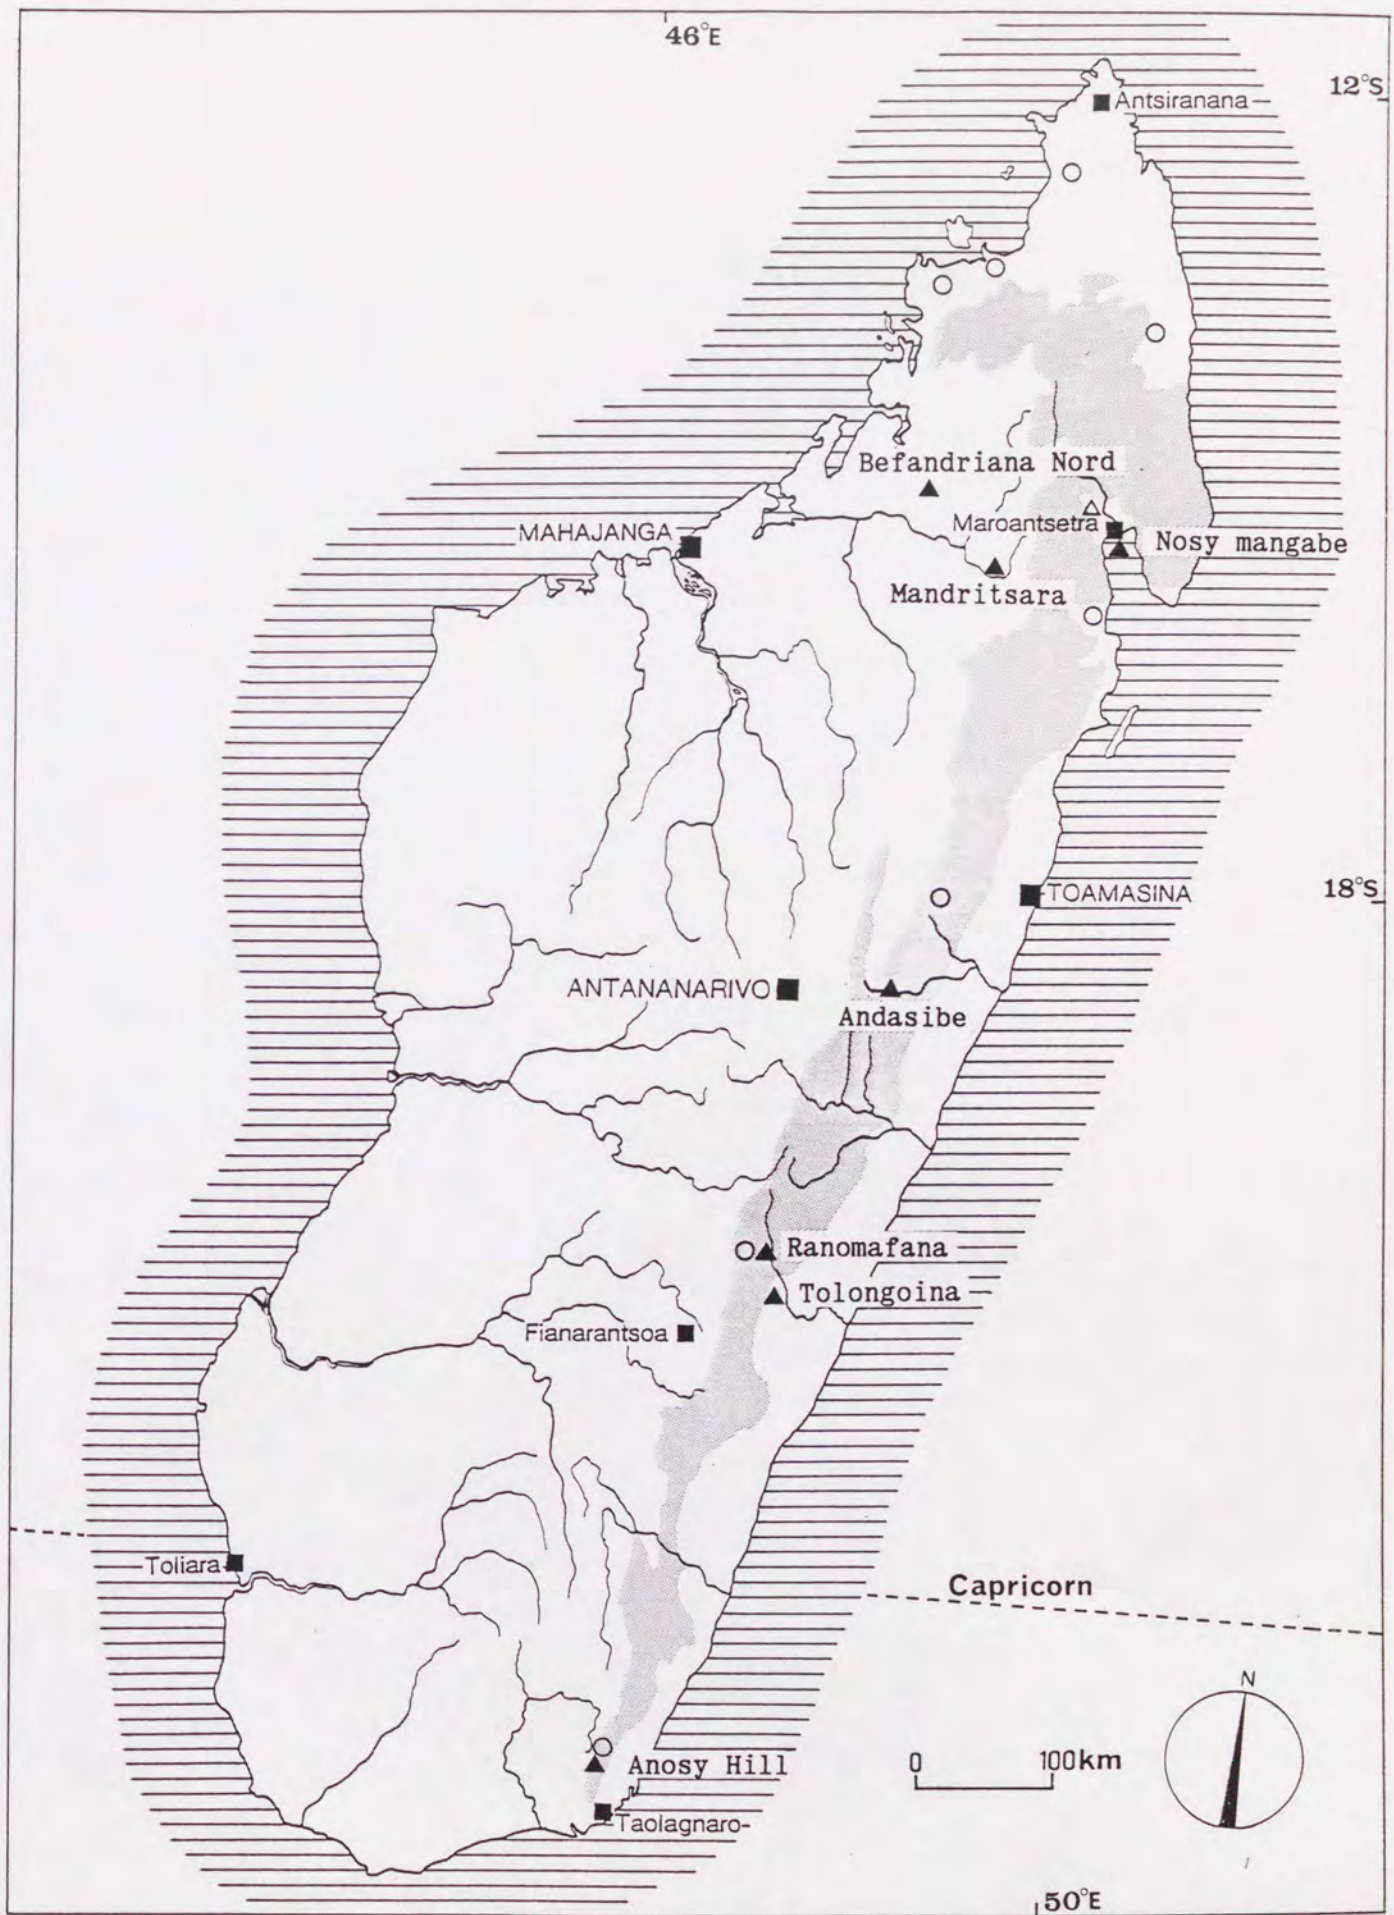 46°E
12°S
Antsiranana
Befandriana Nord
Maroantsetra
MAHAJANGA
Nosy mangabe
Mandritsara
18°S
TOAMASINA
ANTANANARIVO
Andasibe
Ranomafana
Tolongoina
Fianarantsoa
Toliara
Capricorn
N
0 100km
Anosy Hill
Taolagnaro
50°E